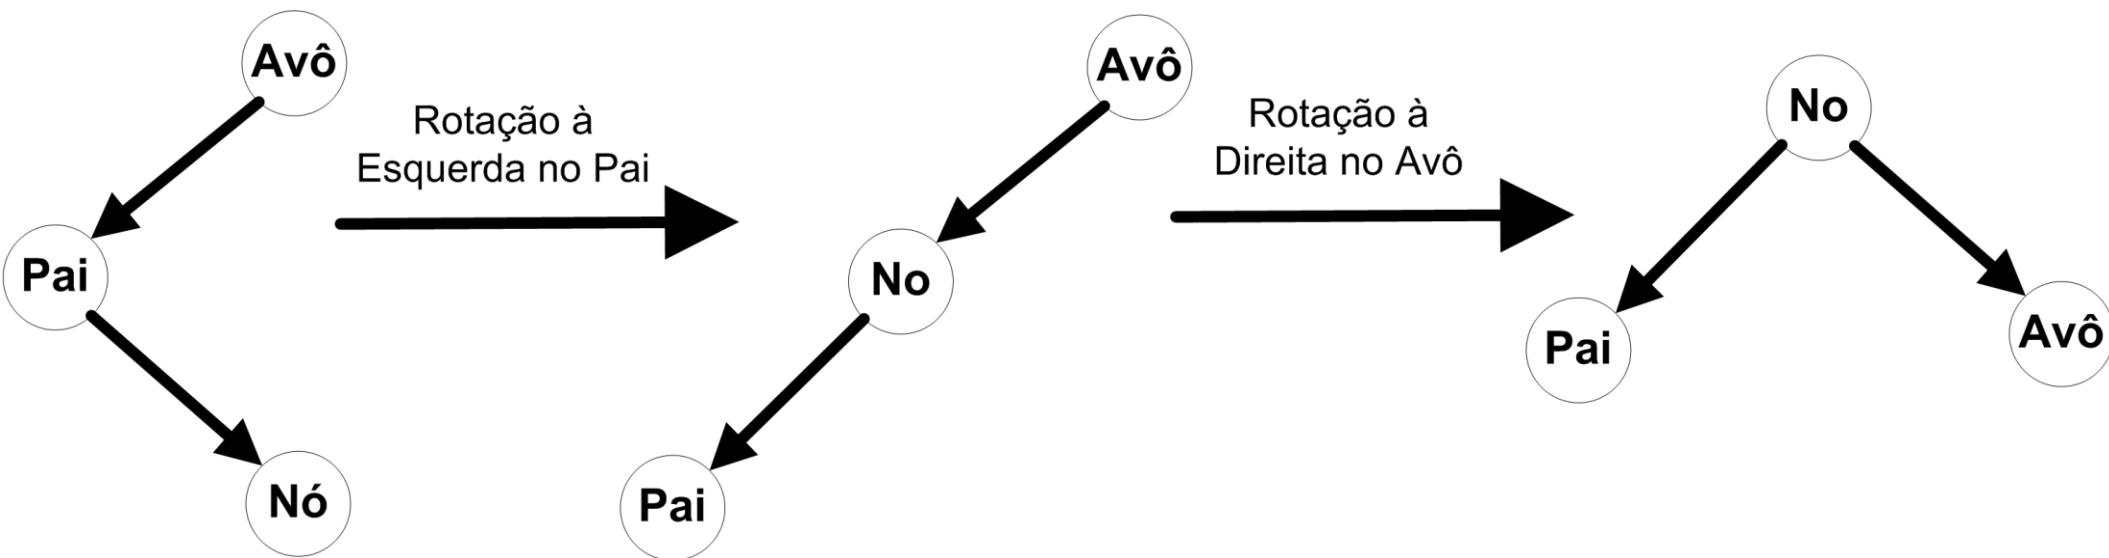 Avô
Pai
Nó
Rotação à
Esquerda no Pai
Avô
No
Pai
Rotação à
Direita no Avô
No
Pai
Avô